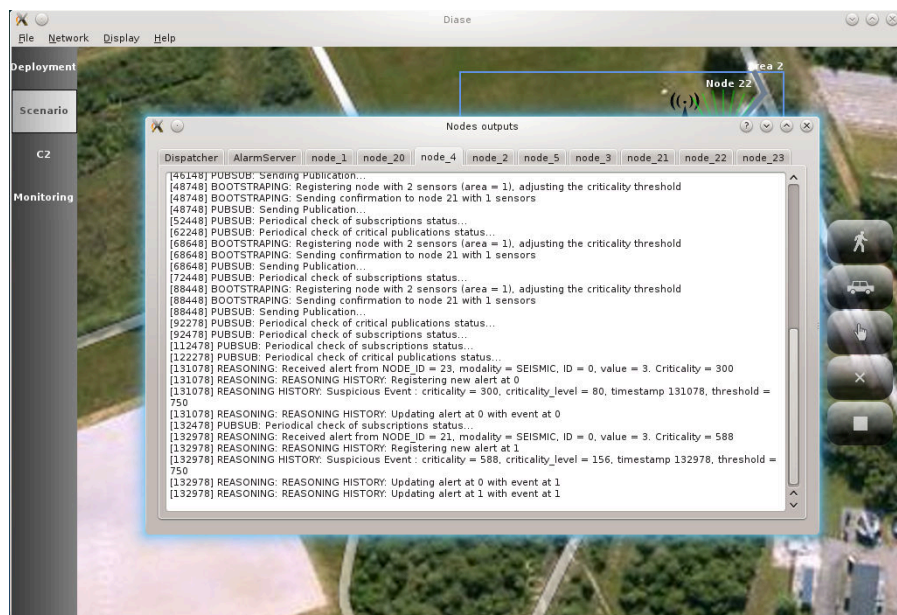 Diase
File Network Display Help
Deployment
Scenario
C2
Monitoring
Area 2
Node 22
Nodes outputs
Dispatcher AlarmServer node_1 node_20 node_4 node_2 node_5 node_3 node_21 node_22 node_23
[46148] PUBSUB: Sending Publication...
[48748] BOOTSTRAPING: Registering node with 2 sensors (area = 1), adjusting the criticality threshold
[48748] BOOTSTRAPING: Sending confirmation to node 21 with 1 sensors
[48748] PUBSUB: Sending Publication...
[52448] PUBSUB: Periodical check of subscriptions status...
[62248] PUBSUB: Periodical check of critical publications status...
[68648] BOOTSTRAPING: Registering node with 2 sensors (area = 1), adjusting the criticality threshold
[68648] BOOTSTRAPING: Sending confirmation to node 21 with 1 sensors
[68648] PUBSUB: Sending Publication...
[72448] PUBSUB: Periodical check of subscriptions status...
[88448] BOOTSTRAPING: Registering node with 2 sensors (area = 1), adjusting the criticality threshold
[88448] BOOTSTRAPING: Sending confirmation to node 21 with 1 sensors
[88448] PUBSUB: Sending Publication...
[92278] PUBSUB: Periodical check of critical publications status...
[92478] PUBSUB: Periodical check of subscriptions status...
[112478] PUBSUB: Periodical check of subscriptions status...
[122278] PUBSUB: Periodical check of critical publications status...
[131078] REASONING: Received alert from NODE_ID = 23, modality = SEISMIC, ID = 0, value = 3. Criticality = 300
[131078] REASONING: REASONING HISTORY: Registering new alert at 0
[131078] REASONING HISTORY: Suspicious Event : criticality = 300, criticality_level = 80, timestamp 131078, threshold =
750
[131078] REASONING: REASONING HISTORY: Updating alert at 0 with event at 0
[132478] PUBSUB: Periodical check of subscriptions status...
[132978] REASONING: Received alert from NODE_ID = 21, modality = SEISMIC, ID = 0, value = 3. Criticality = 588
[132978] REASONING: REASONING HISTORY: Registering new alert at 1
[132978] REASONING HISTORY: Suspicious Event : criticality = 588, criticality_level = 156, timestamp 132978, threshold =
750
[132978] REASONING: REASONING HISTORY: Updating alert at 0 with event at 1
[132978] REASONING: REASONING HISTORY: Updating alert at 1 with event at 1